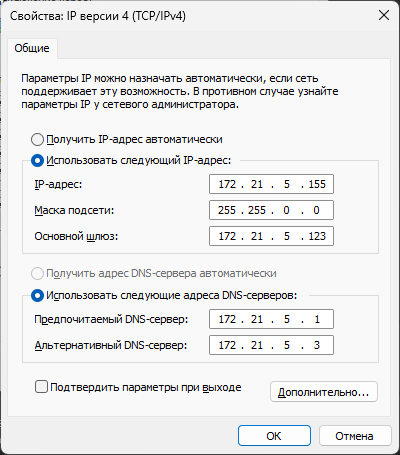 Свойства: IP версии 4 (TCP/IPv4)
Общие
Параметры IP можно назначать автоматически, если сеть
поддерживает эту возможность. В противном случае узнайте
параметры IP у сетевого администратора.
Получить IP-адрес автоматически
Использовать следующий IP-адрес:
IP-адрес: 172 . 21 . 5 . 155
Маска подсети: 255 . 255 . 0 . 0
Основной шлюз: 172 . 21 . 5 . 123
Получить адрес DNS-сервера автоматически
Использовать следующие адреса DNS-серверов:
Предпочитаемый DNS-сервер: 172 . 21 . 5 . 1
Альтернативный DNS-сервер: 172 . 21 . 5 . 3
Подтвердить параметры при выходе
Дополнительно...
ОК Отмена